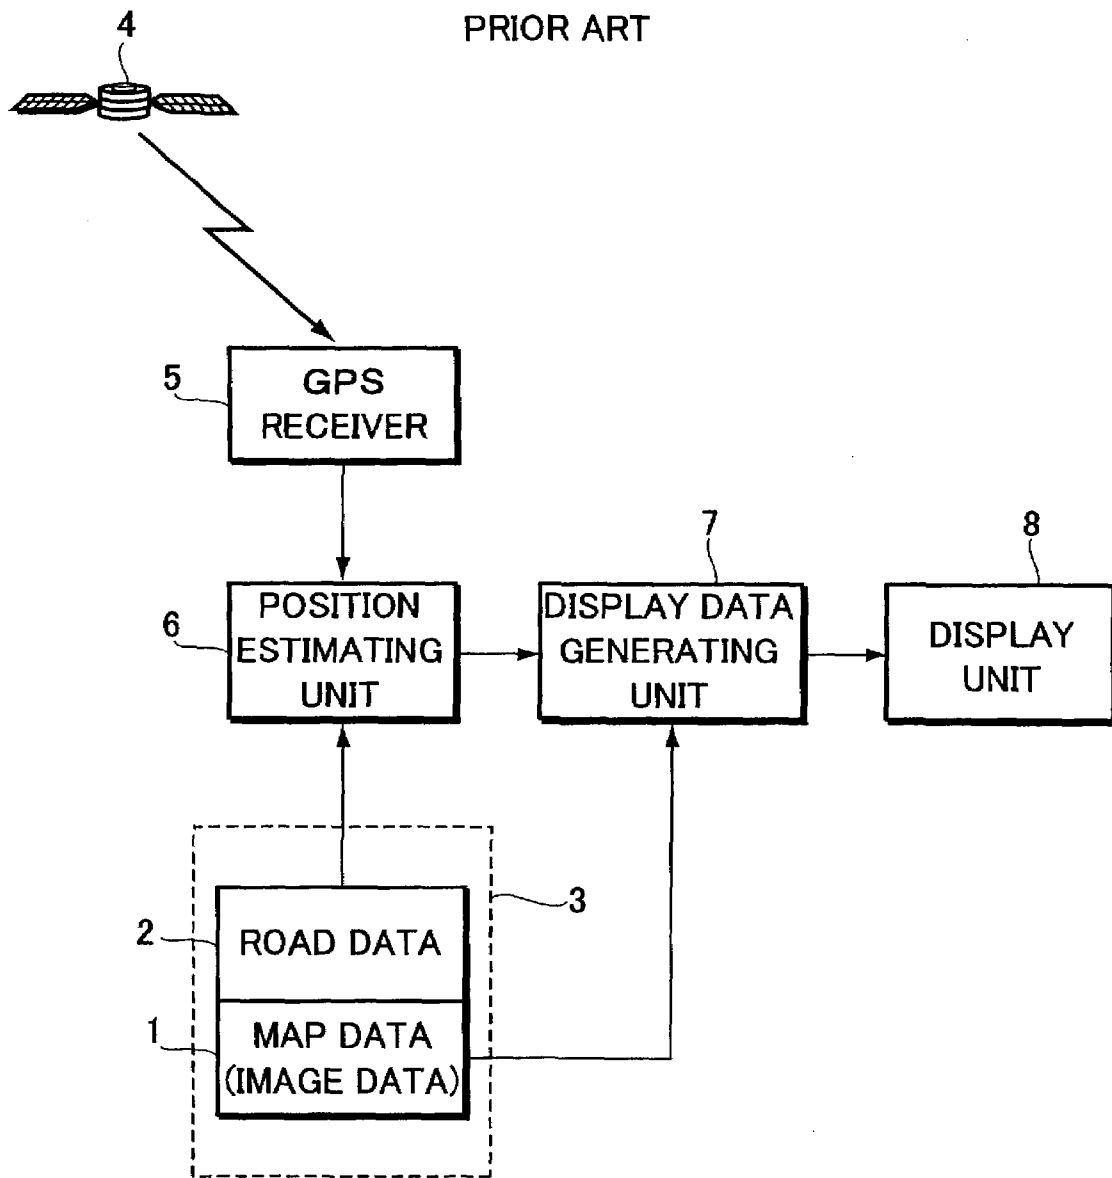 PRIOR ART
4
5
GPS
RECEIVER
7
8
6
POSITION
ESTIMATING
UNIT
DISPLAY DATA
GENERATING
UNIT
DISPLAY
UNIT
3
2
ROAD DATA
1
MAP DATA
(IMAGE DATA)